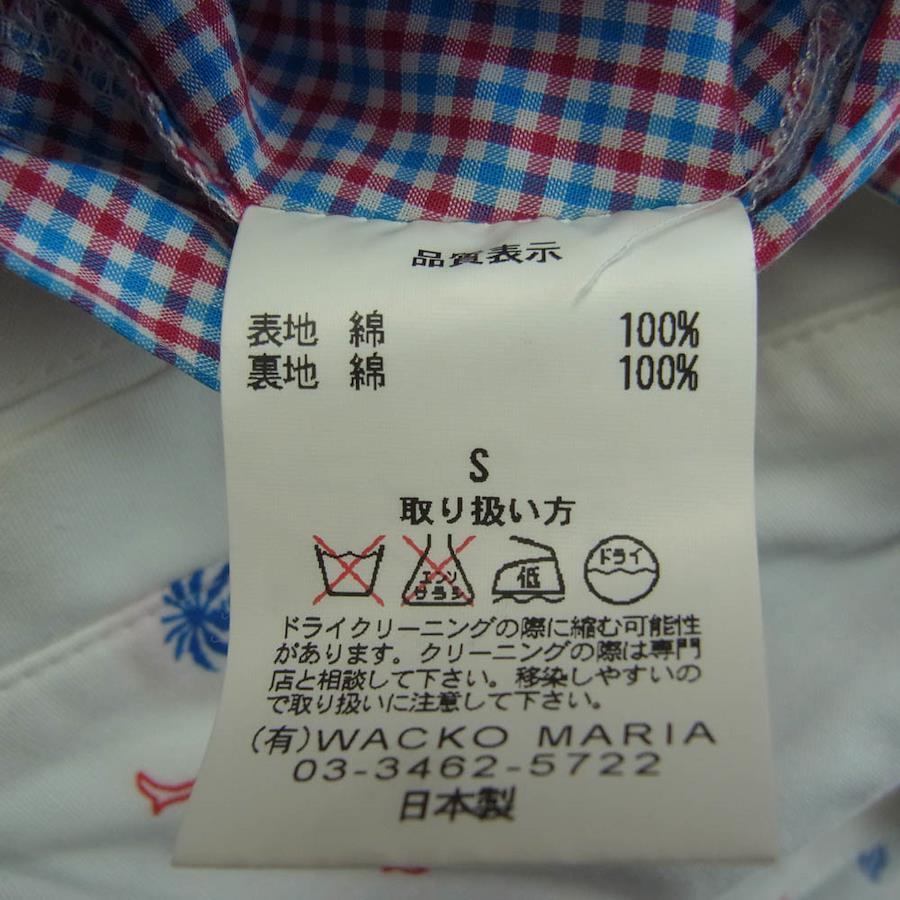 品質表示
表地 綿 100%
裏地 綿 100%
S
取り扱い方
エンソ
サラシ
低
ドライ
ドライクリーニングの際に縮む可能性
があります。クリーニングの際は専門
店と相談して下さい。移染しやすいの
で取り扱いに注意して下さい。
(有)WACKO MARIA
03-3462-5722
日本製